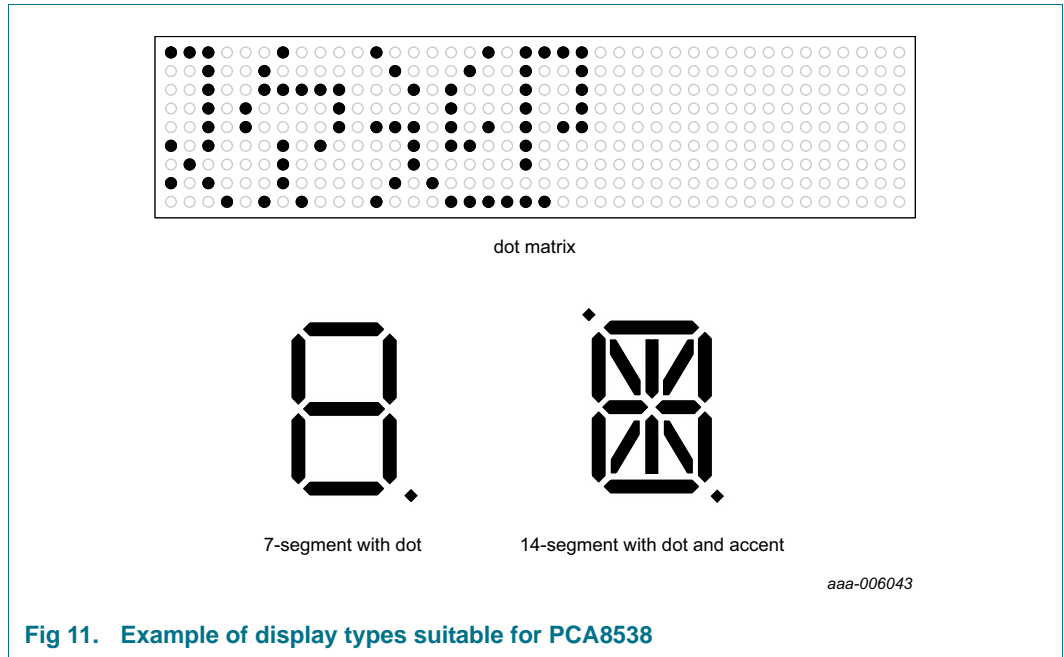 dot matrix
7-segment with dot
14-segment with dot and accent
aaa-006043
Fig 11. Example of display types suitable for PCA8538